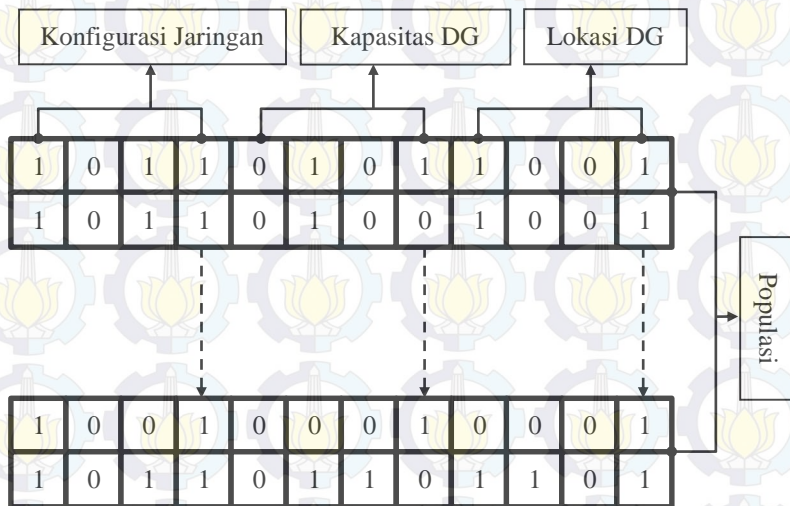 Konfigurasi Jaringan Kapasitas DG Lokasi DG
1 0 1 1 0 1 0 1 1 0 0 1
1 0 1 1 0 1 0 0 1 0 0 1
Populasi
1 0 0 1 0 0 0 1 0 0 0 1
1 0 1 1 0 1 1 0 1 1 0 1